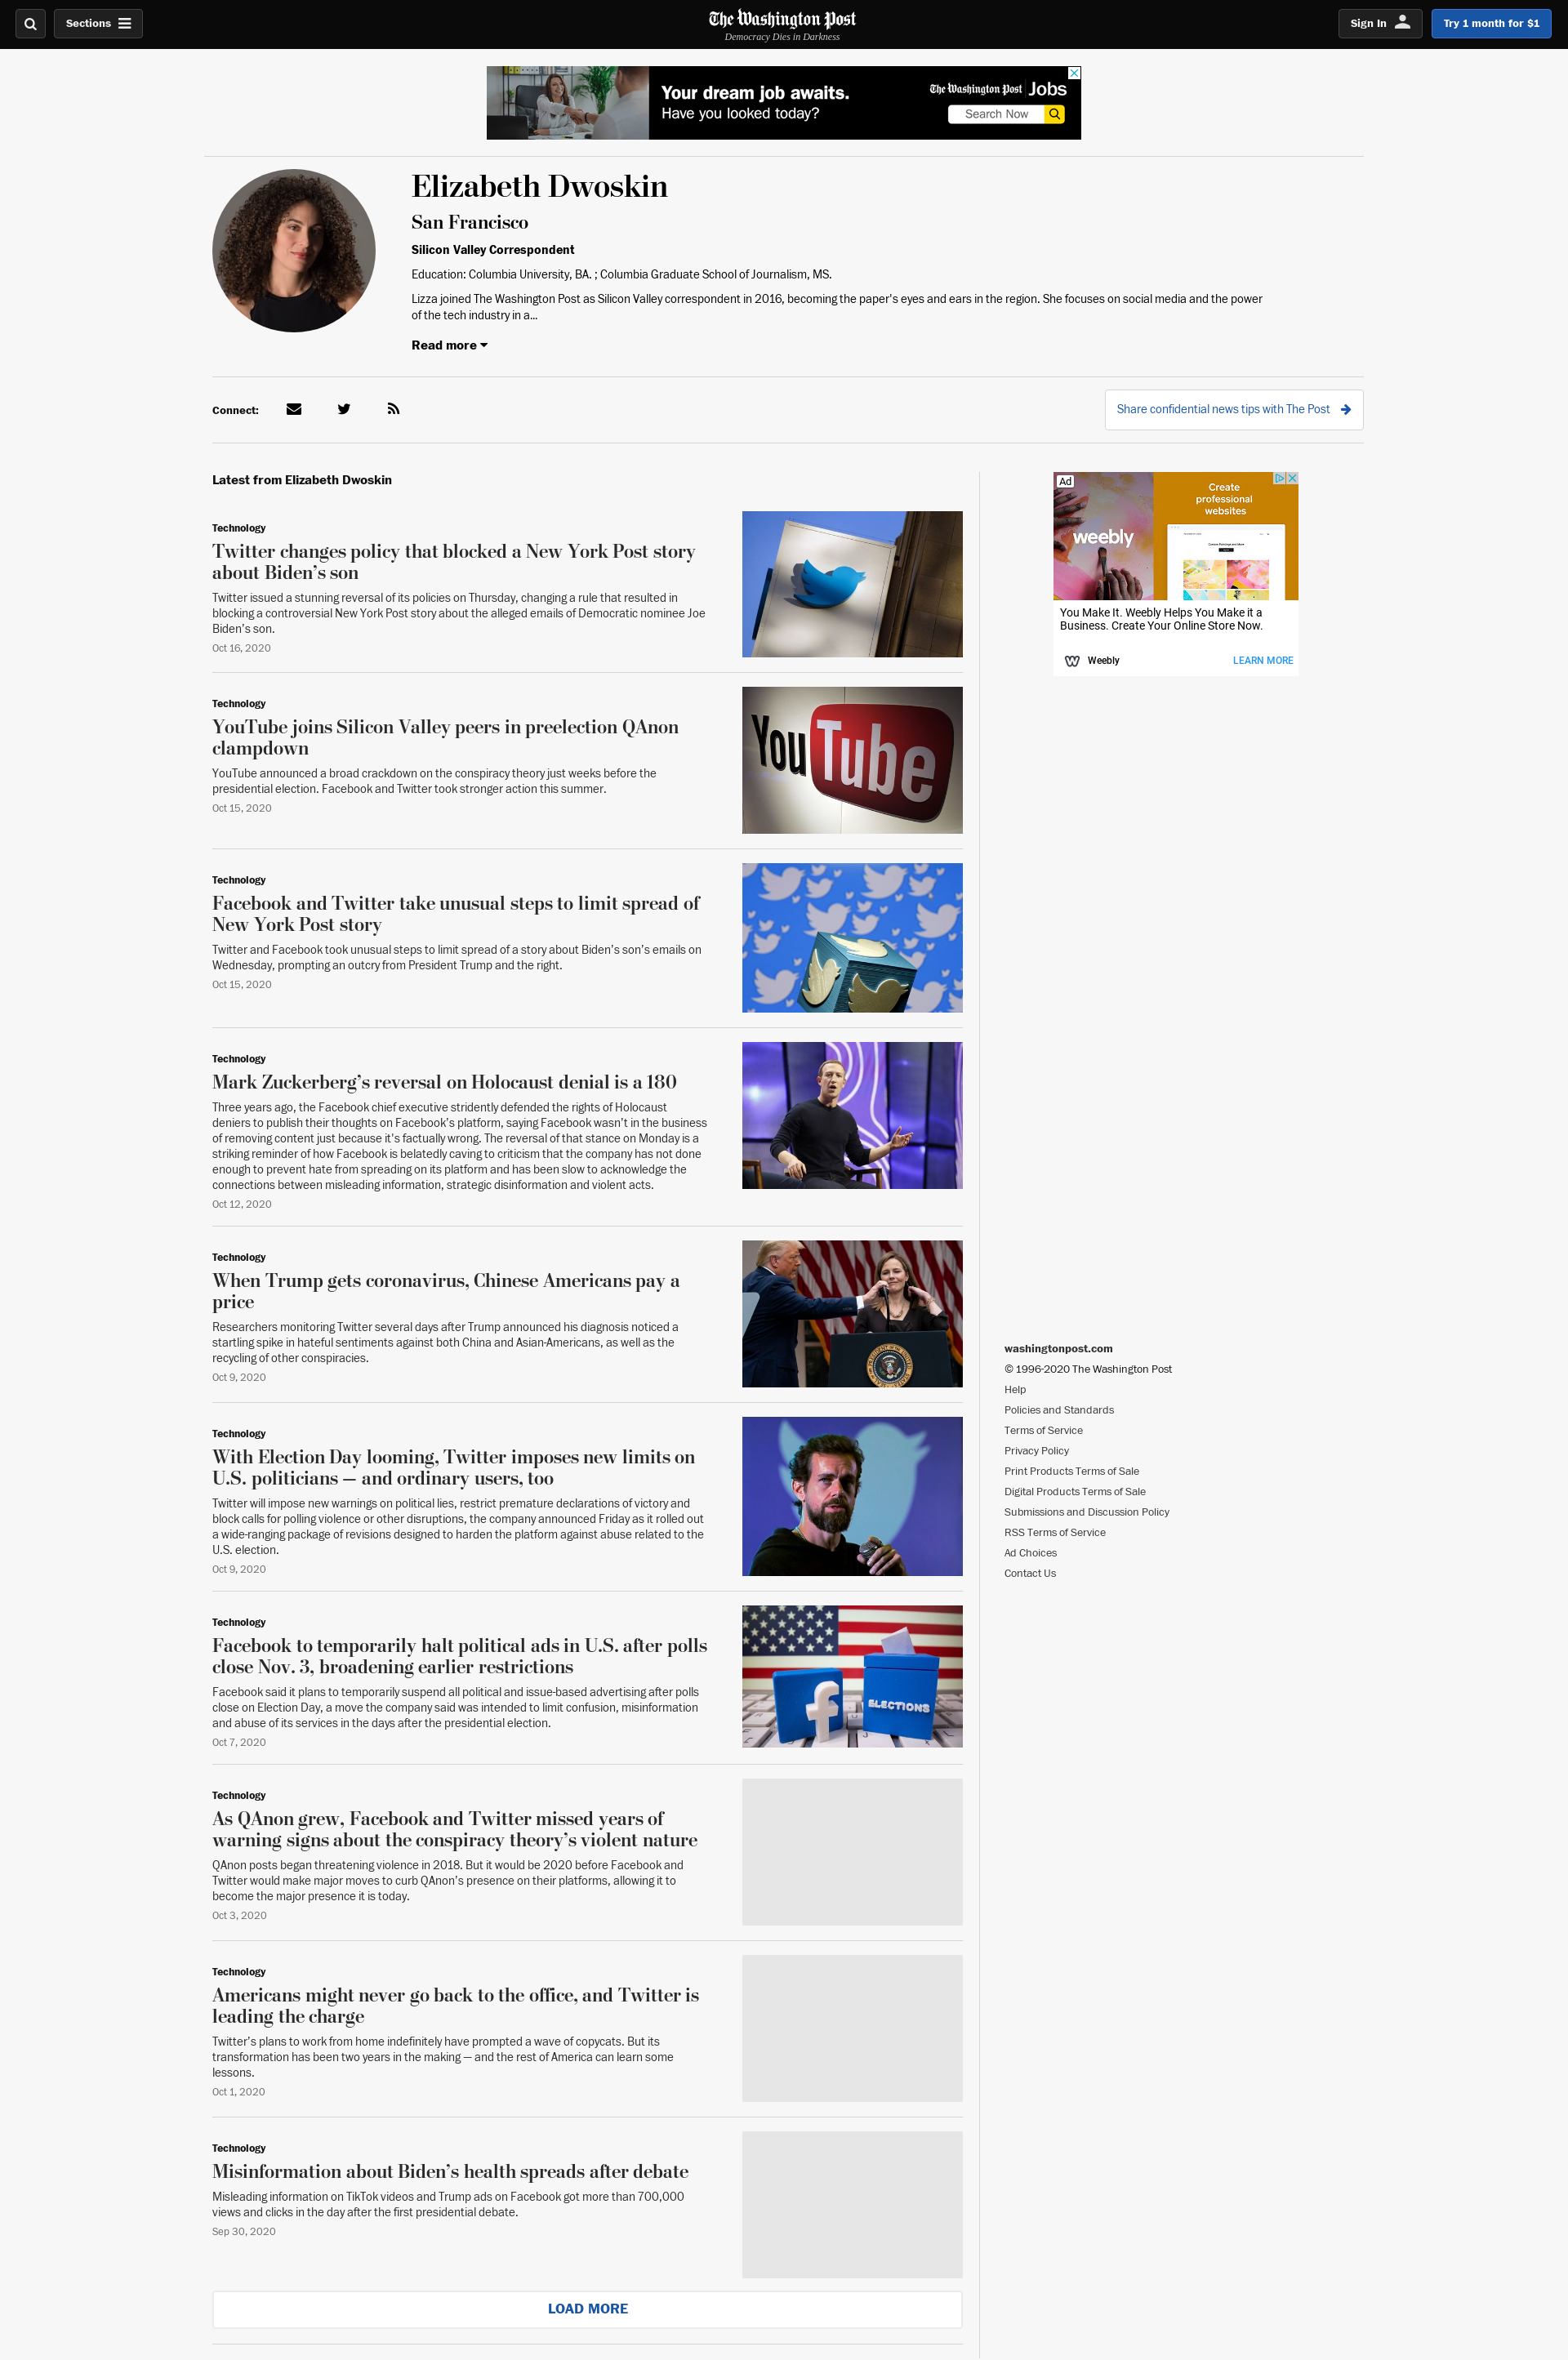 Sections
The Washington Post
Democracy Dies in Darkness
Sign In
Try 1 month for $1
Your dream job awaits.
Have you looked today?
The Washington Post Jobs
Search Now
Elizabeth Dwoskin
San Francisco
Silicon Valley Correspondent
Education: Columbia University, BA. ; Columbia Graduate School of Journalism, MS.
Lizza joined The Washington Post as Silicon Valley correspondent in 2016, becoming the paper's eyes and ears in the region. She focuses on social media and the power
of the tech industry in a...
Read more
Connect:
Share confidential news tips with The Post
Latest from Elizabeth Dwoskin
Technology
Twitter changes policy that blocked a New York Post story
about Biden’s son
Twitter issued a stunning reversal of its policies on Thursday, changing a rule that resulted in
blocking a controversial New York Post story about the alleged emails of Democratic nominee Joe
Biden’s son.
Oct 16, 2020
Technology
YouTube joins Silicon Valley peers in preelection QAnon
clampdown
YouTube announced a broad crackdown on the conspiracy theory just weeks before the
presidential election. Facebook and Twitter took stronger action this summer.
Oct 15, 2020
You Tube
Technology
Facebook and Twitter take unusual steps to limit spread of
New York Post story
Twitter and Facebook took unusual steps to limit spread of a story about Biden’s son’s emails on
Wednesday, prompting an outcry from President Trump and the right.
Oct 15, 2020
Technology
Mark Zuckerberg’s reversal on Holocaust denial is a 180
Three years ago, the Facebook chief executive stridently defended the rights of Holocaust
deniers to publish their thoughts on Facebook’s platform, saying Facebook wasn’t in the business
of removing content just because it’s factually wrong. The reversal of that stance on Monday is a
striking reminder of how Facebook is belatedly caving to criticism that the company has not done
enough to prevent hate from spreading on its platform and has been slow to acknowledge the
connections between misleading information, strategic disinformation and violent acts.
Oct 12, 2020
Technology
When Trump gets coronavirus, Chinese Americans pay a
price
Researchers monitoring Twitter several days after Trump announced his diagnosis noticed a
startling spike in hateful sentiments against both China and Asian-Americans, as well as the
recycling of other conspiracies.
Oct 9, 2020
Technology
With Election Day looming, Twitter imposes new limits on
U.S. politicians — and ordinary users, too
Twitter will impose new warnings on political lies, restrict premature declarations of victory and
block calls for polling violence or other disruptions, the company announced Friday as it rolled out
a wide-ranging package of revisions designed to harden the platform against abuse related to the
U.S. election.
Oct 9, 2020
Technology
Facebook to temporarily halt political ads in U.S. after polls
close Nov. 3, broadening earlier restrictions
Facebook said it plans to temporarily suspend all political and issue-based advertising after polls
close on Election Day, a move the company said was intended to limit confusion, misinformation
and abuse of its services in the days after the presidential election.
Oct 7, 2020
ELECTIONS
Technology
As QAnon grew, Facebook and Twitter missed years of
warning signs about the conspiracy theory’s violent nature
QAnon posts began threatening violence in 2018. But it would be 2020 before Facebook and
Twitter would make major moves to curb QAnon’s presence on their platforms, allowing it to
become the major presence it is today.
Oct 3, 2020
Technology
Americans might never go back to the office, and Twitter is
leading the charge
Twitter’s plans to work from home indefinitely have prompted a wave of copycats. But its
transformation has been two years in the making — and the rest of America can learn some
lessons.
Oct 1, 2020
Technology
Misinformation about Biden’s health spreads after debate
Misleading information on TikTok videos and Trump ads on Facebook got more than 700,000
views and clicks in the day after the first presidential debate.
Sep 30, 2020
LOAD MORE
Ad
weebly
Create
professional
websites
You Make It. Weebly Helps You Make it a
Business. Create Your Online Store Now.
Weebly
LEARN MORE
washingtonpost.com
© 1996-2020 The Washington Post
Help
Policies and Standards
Terms of Service
Privacy Policy
Print Products Terms of Sale
Digital Products Terms of Sale
Submissions and Discussion Policy
RSS Terms of Service
Ad Choices
Contact Us